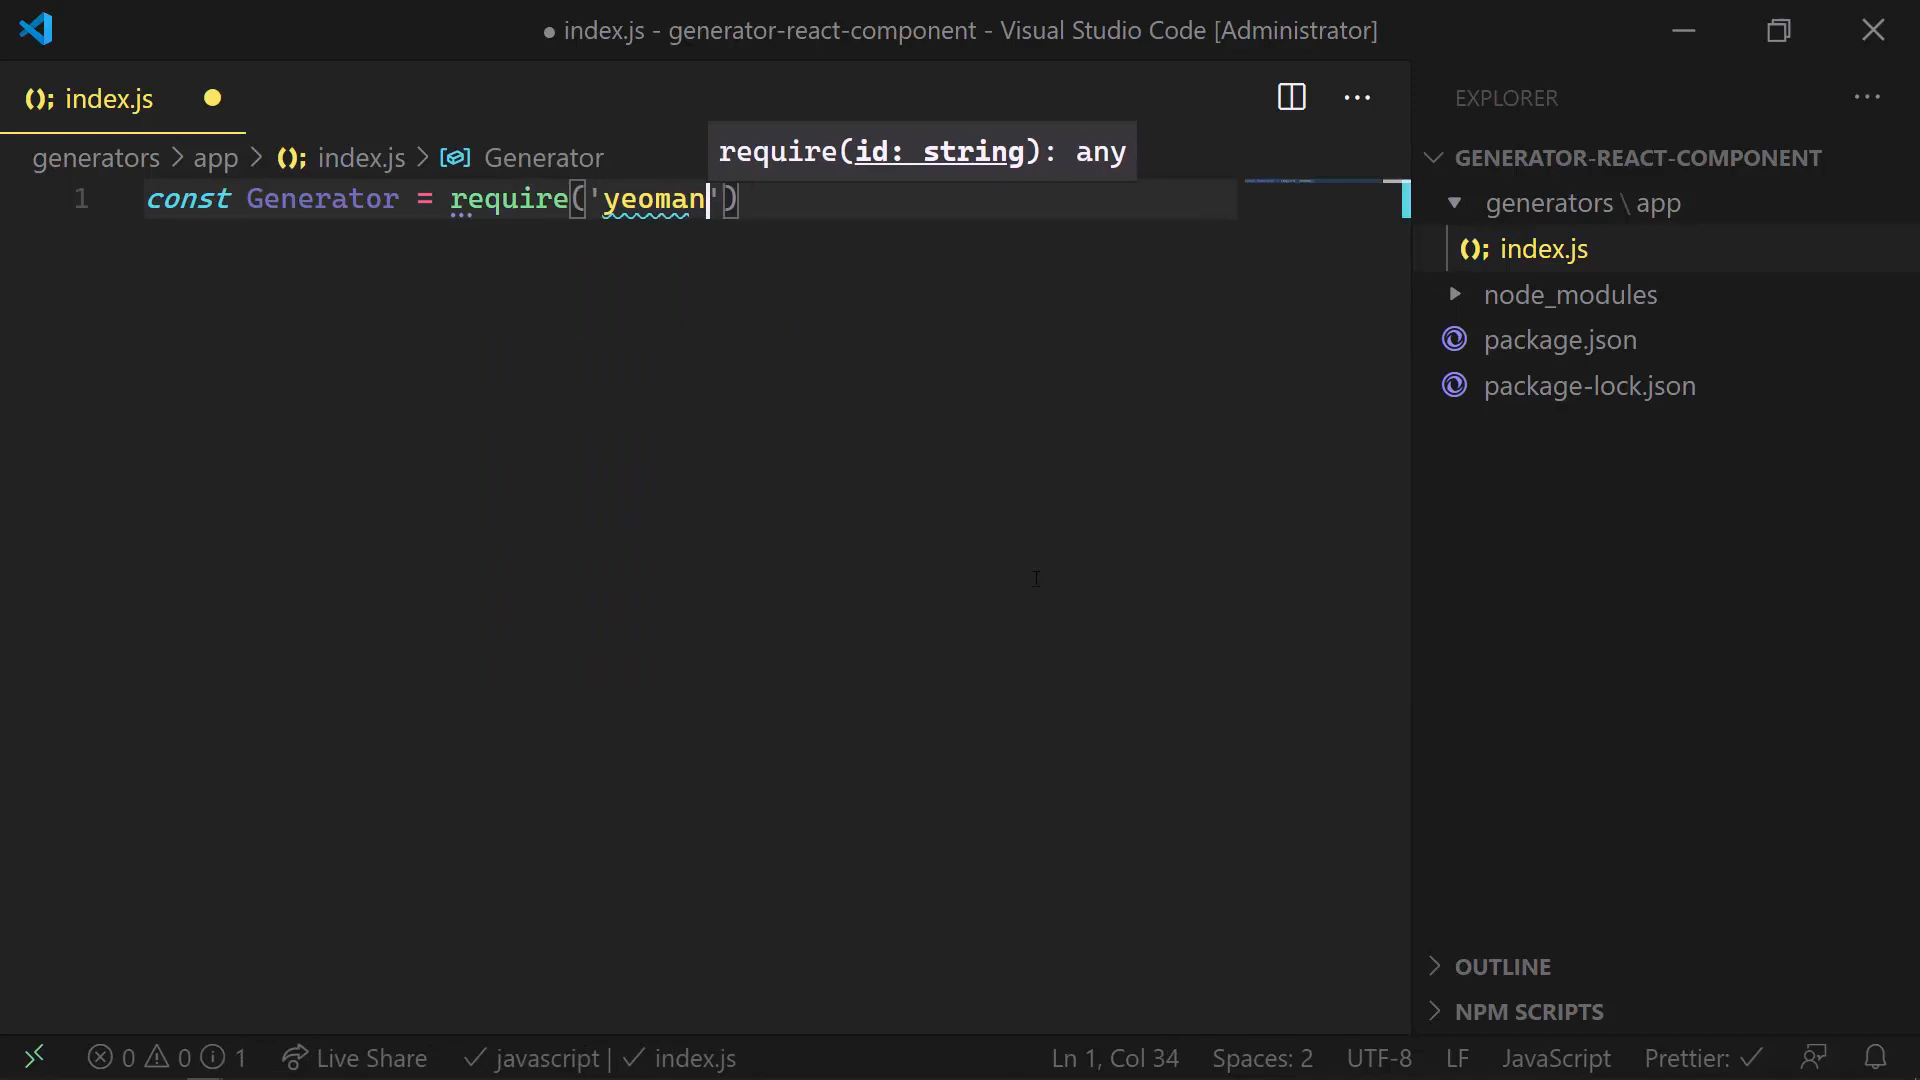 ● index.js - generator-react-component - Visual Studio Code [Administrator]
(); index.js ●
EXPLORER
generators > app > (); index.js > Generator
require(id: string): any
1 const Generator = require('yeoman')
GENERATOR-REACT-COMPONENT
generators \ app
(); index.js
node_modules
package.json
package-lock.json
OUTLINE
NPM SCRIPTS
0 0 1 Live Share javascript | index.js Ln 1, Col 34 Spaces: 2 UTF-8 LF JavaScript Prettier: